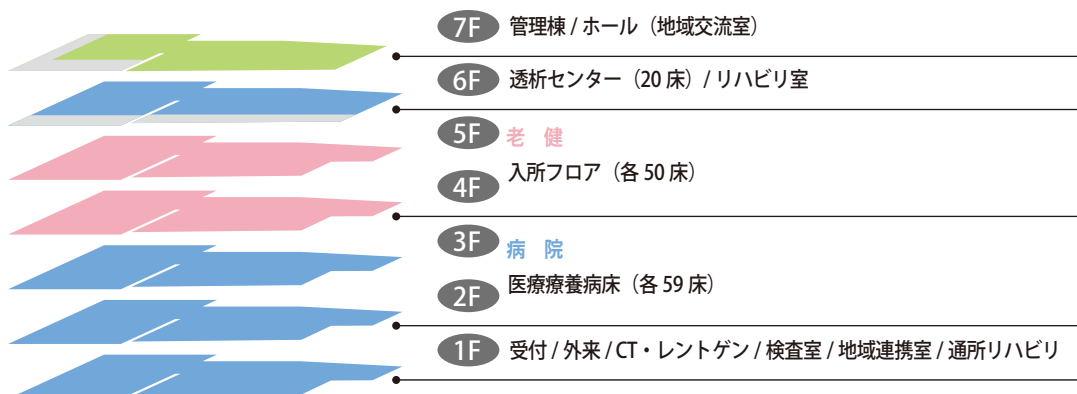 7F 管理棟 / ホール（地域交流室）
6F 透析センター（20 床）/ リハビリ室
5F 老　健
4F 入所フロア（各 50 床）
3F 病　院
2F 医療療養病床（各 59 床）
1F 受付 / 外来 / CT・レントゲン / 検査室 / 地域連携室 / 通所リハビリ